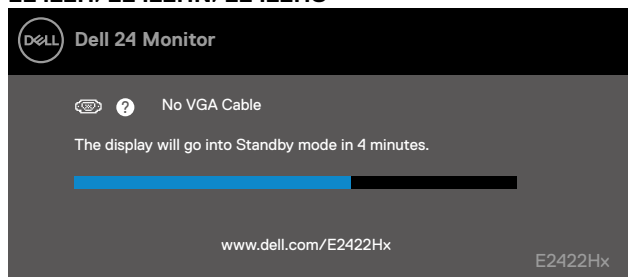 DELL Dell 24 Monitor
? No VGA Cable
The display will go into Standby mode in 4 minutes.
www.dell.com/E2422Hx
E2422Hx